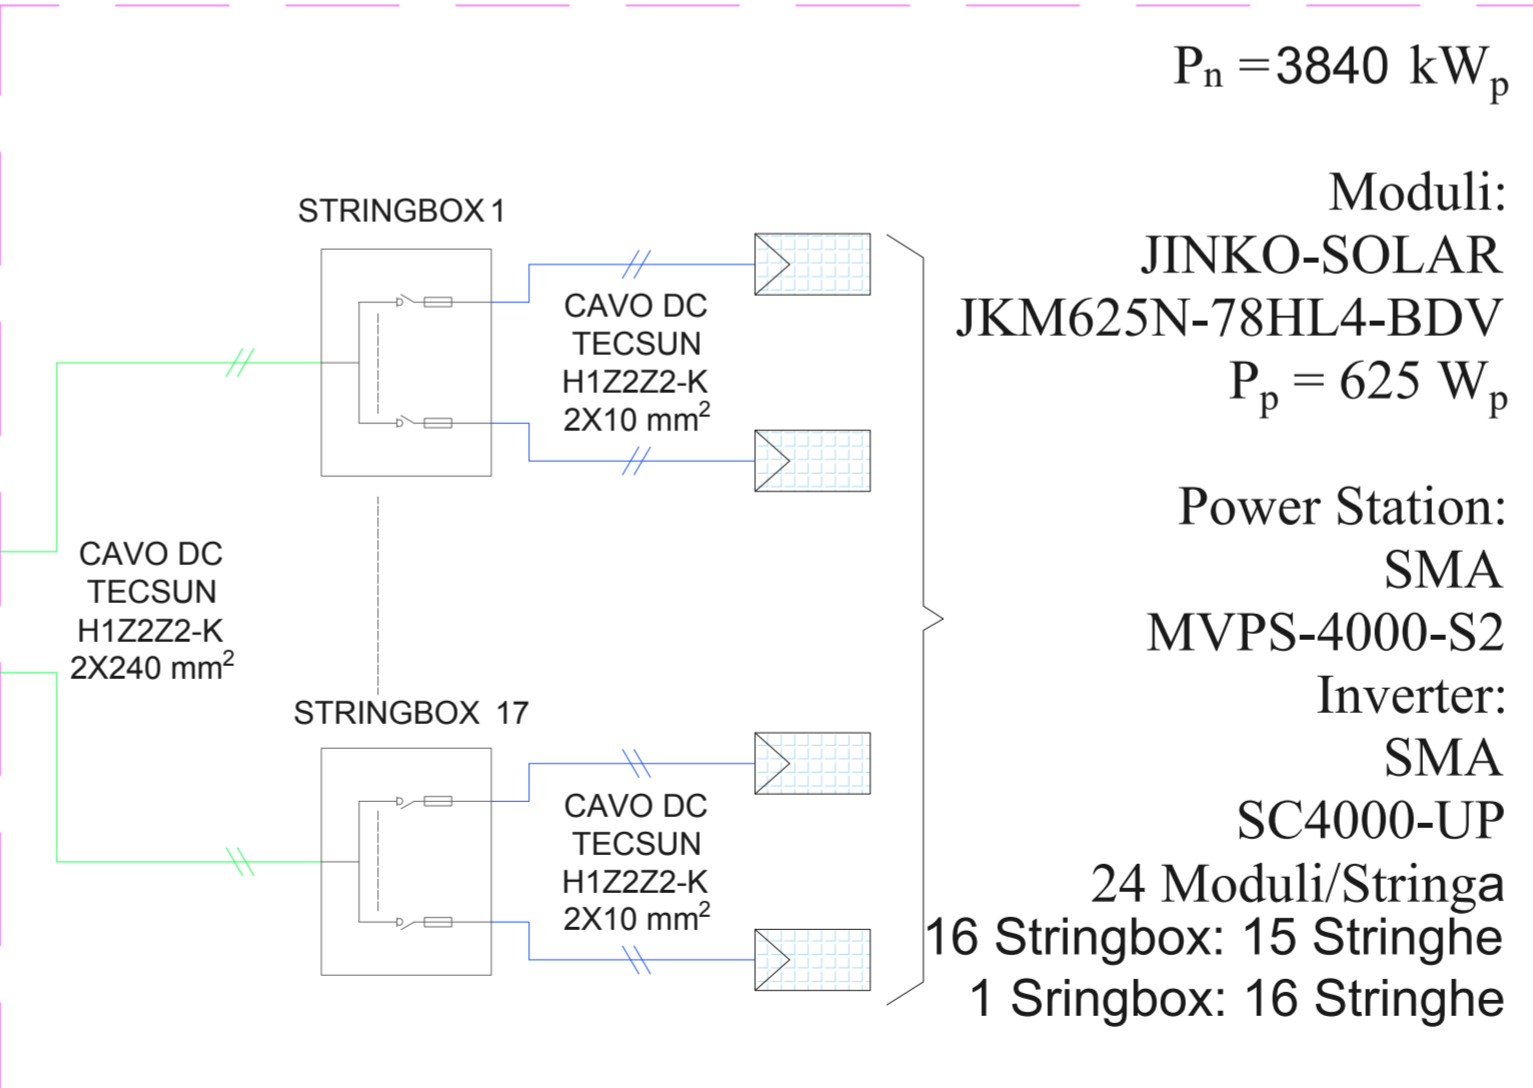 Pn =3840 kWp
STRINGBOX 1
CAVO DC
TECSUN
H1Z2Z2-K
2X10 mm²
CAVO DC
TECSUN
H1Z2Z2-K
2X240 mm²
STRINGBOX 17
CAVO DC
TECSUN
H1Z2Z2-K
2X10 mm²
Moduli:
JINKO-SOLAR
JKM625N-78HL4-BDV
Pp = 625 Wp
Power Station:
SMA
MVPS-4000-S2
Inverter:
SMA
SC4000-UP
24 Moduli/Stringa
16 Stringbox: 15 Stringhe
1 Sringbox: 16 Stringhe